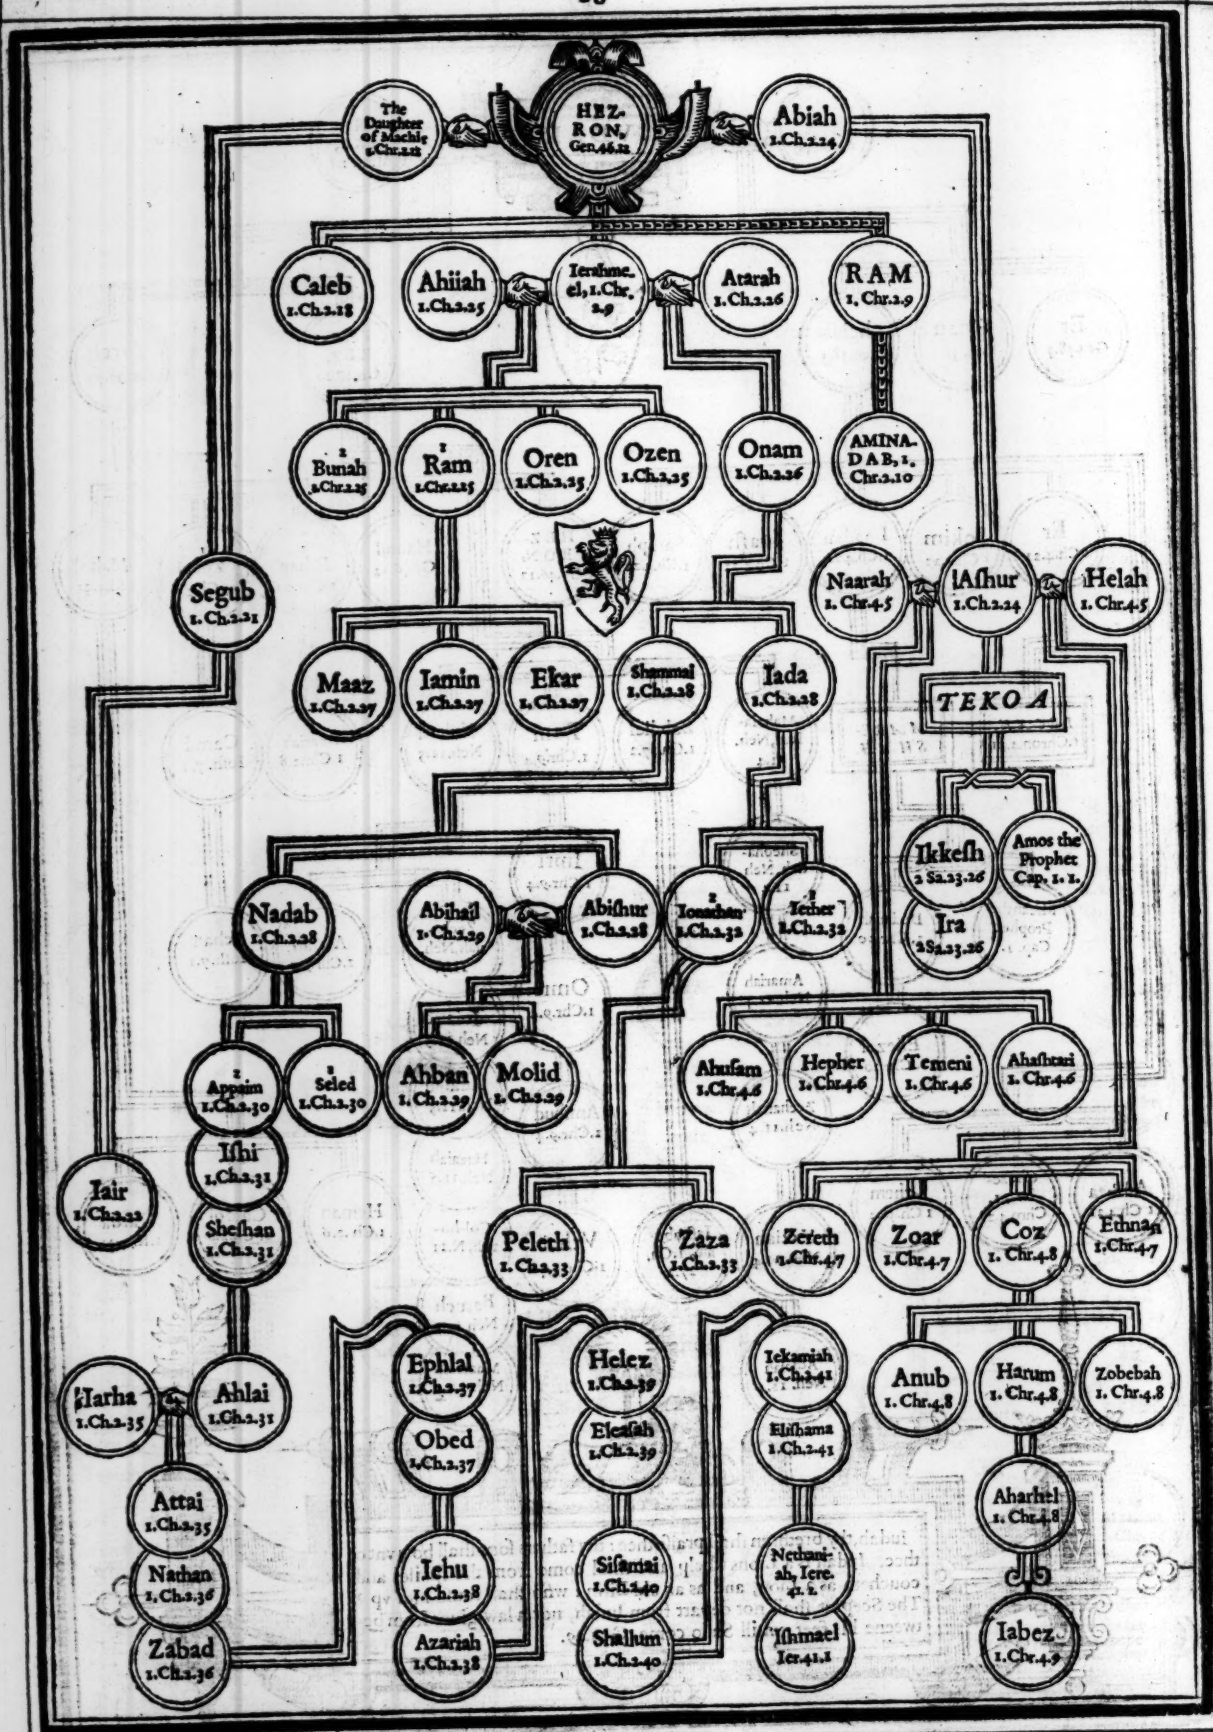 The
Daughter
of Machir
1.Chr.2.12
HEZ-
RON,
Gen.46.12
Abiah
1.Ch.2.24
Caleb
1.Ch.2.18
Ahiiah
1.Ch.2.25
Ierahme-
el, 1.Chr.
2.9
Atarah
1.Ch.2.26
RAM
1. Chr.2.9
2
Bunah
1.Chr.2.25
1
Ram
1.Chr.2.25
Oren
1.Ch.2.25
Ozen
1.Ch.2.25
Onam
1.Ch.2.26
AMINA-
DAB, 1.
Chr.2.10
Segub
1. Ch.2.21
Naarah
1. Chr.4.5
Aſhur
1.Ch.2.24
Helah
1. Chr.4.5
Maaz
1.Ch.2.27
Iamin
1.Ch.2.27
Ekar
1. Ch.2.27
Shammai
1.Ch.2.28
Iada
1.Ch.2.28
TEKOA
Ikkeſh
2 Sa.23.26
Amos the
Prophet
Cap. 1. 1.
Ira
2Sa.23.26
Nadab
1.Ch.2.28
Abihail
1. Ch.2.29
Abiſhur
1.Ch.2.28
2
Ionathan
1.Ch.2.32
1
Iether
1.Ch.2.32
2
Appaim
1.Ch.2.30
1
Seled
1.Ch.2.30
Ahban
1. Ch.2.29
Molid
1. Ch.2.29
Ahuſam
1.Chr.4.6
Hepher
1. Chr.4.6
Temeni
1. Chr.4.6
Ahaſhtari
1. Chr.4.6
Iſhi
1.Ch.2.31
Iair
1. Ch.2.22
Sheſhan
1.Ch.2.31
Peleth
1. Ch.2.33
Zaza
1.Ch.2.33
Zereth
1.Chr.4.7
Zoar
1.Chr.4.7
Coz
1. Chr.4.8
Ethnan
1.Chr.4.7
Iarha
1.Ch.2.35
Ahlai
1.Ch.2.31
Ephlal
1.Ch.2.37
Helez
1.Ch.2.39
Iekamiah
1.Ch.2.41
Anub
1. Chr.4.8
Harum
1. Chr.4.8
Zobebah
1. Chr.4.8
Obed
1.Ch.2.37
Eleaſah
1.Ch.2.39
Eliſhama
1.Ch.2.41
Attai
1.Ch.2.35
Aharhel
1. Chr.4.8
Nathan
1.Ch.2.36
Iehu
1.Ch.2.38
Siſamai
1.Ch.2.40
Nethani-
ah, Iere.
41. 2.
Zabad
1.Ch.2.36
Azariah
1.Ch.2.38
Shallum
1.Ch.2.40
Iſhmael
Ier.41.1
Iabez
1.Chr.4.9